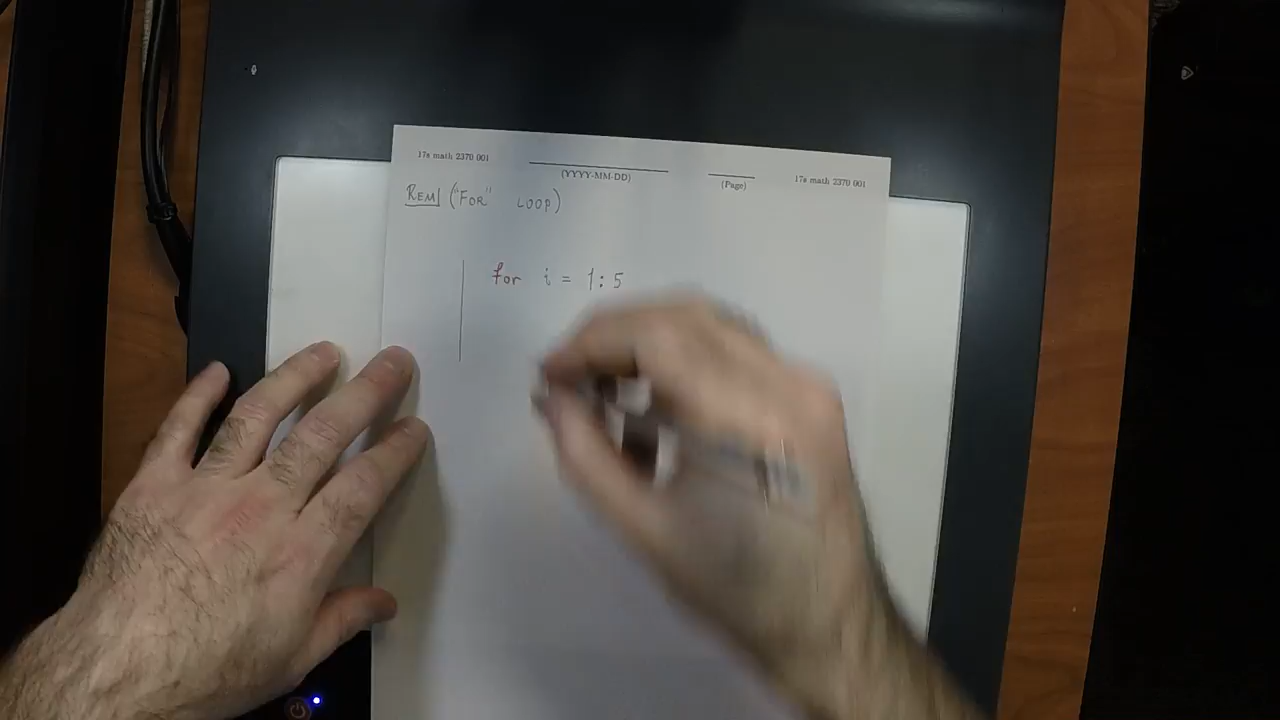 17s math 2370 001 (YYYY-MM-DD) (Page) 17s math 2370 001
REM ("FOR" LOOP)
for i = 1:5